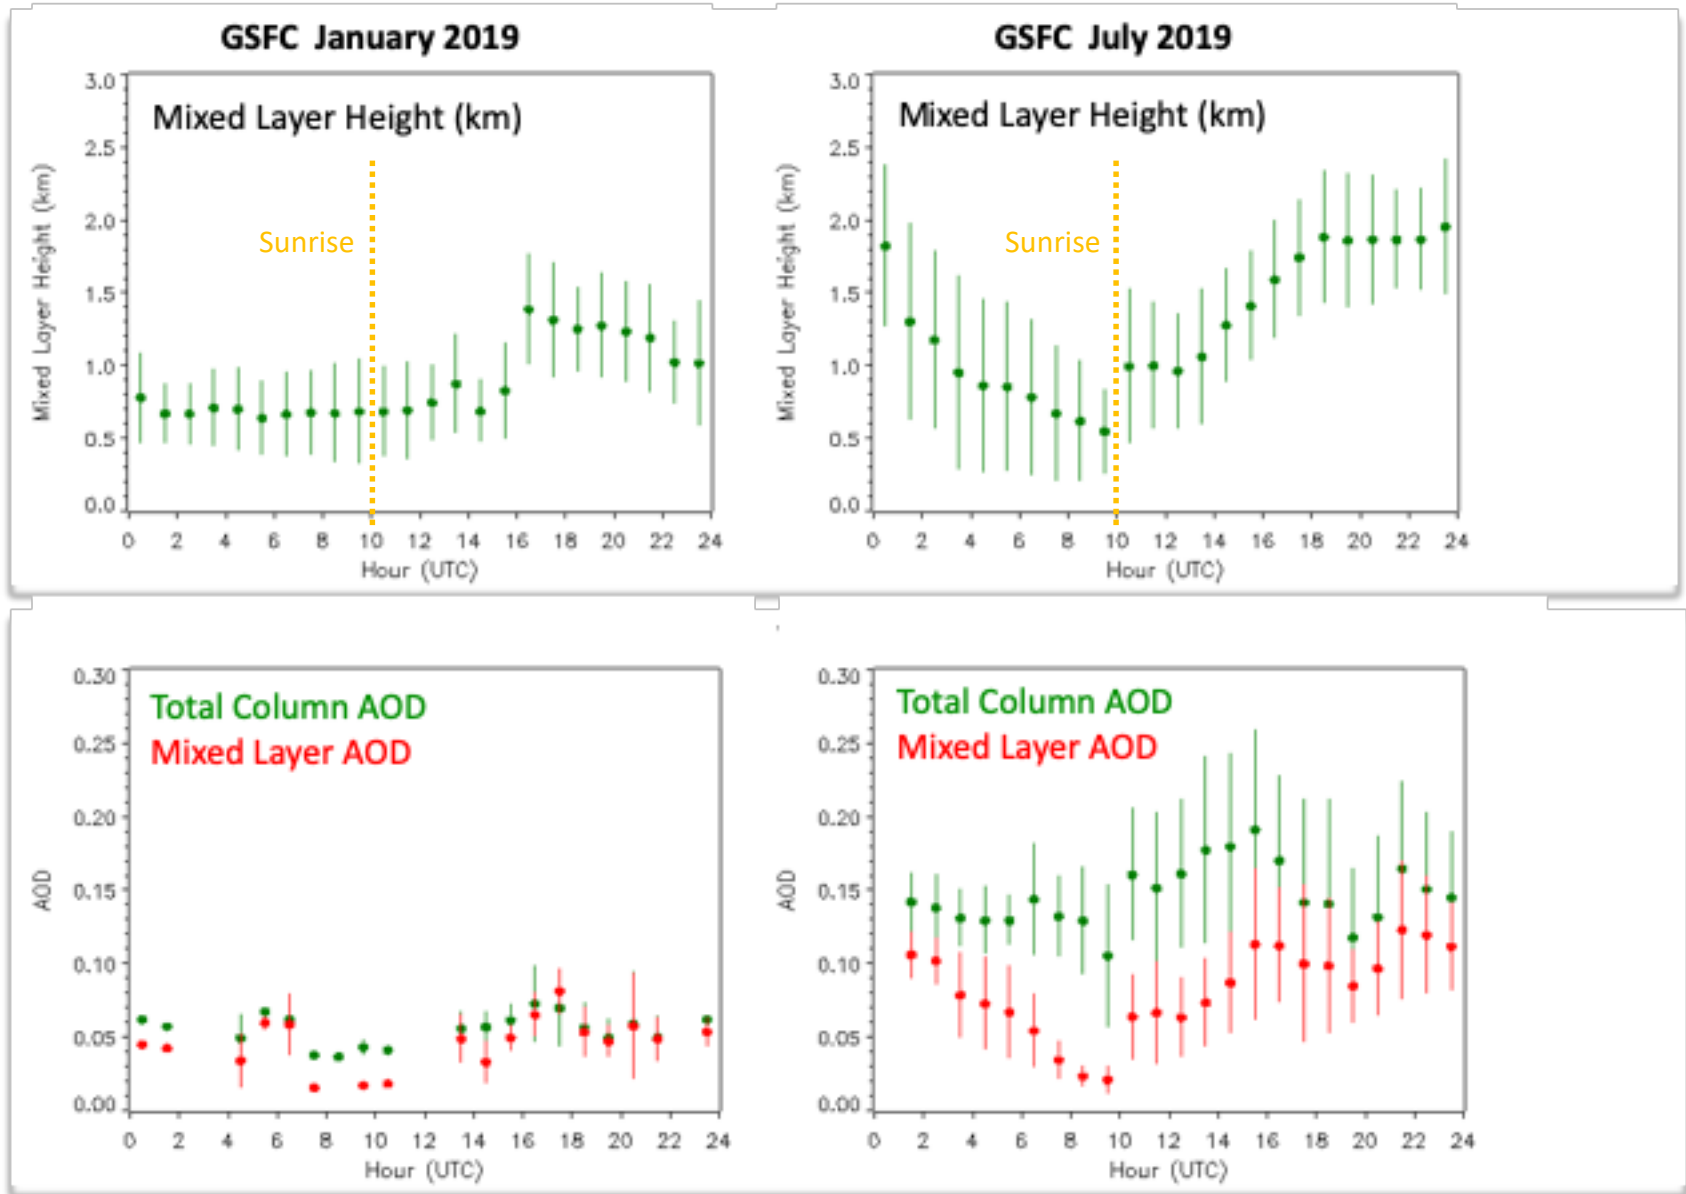 GSFC January 2019
3.0
2.5
2.0
1.5
1.0
0.5
0.0
Mixed Layer Height (km)
Mixed Layer Height (km)
Sunrise
0 2 4 6 8 10 12 14 16 18 20 22 24
Hour (UTC)
GSFC July 2019
3.0
2.5
2.0
1.5
1.0
0.5
0.0
Mixed Layer Height (km)
Mixed Layer Height (km)
Sunrise
0 2 4 6 8 10 12 14 16 18 20 22 24
Hour (UTC)
0.30
0.25
0.20
0.15
0.10
0.05
0.00
AOD
Total Column AOD
Mixed Layer AOD
0 2 4 6 8 10 12 14 16 18 20 22 24
Hour (UTC)
0.30
0.25
0.20
0.15
0.10
0.05
0.00
AOD
Total Column AOD
Mixed Layer AOD
0 2 4 6 8 10 12 14 16 18 20 22 24
Hour (UTC)